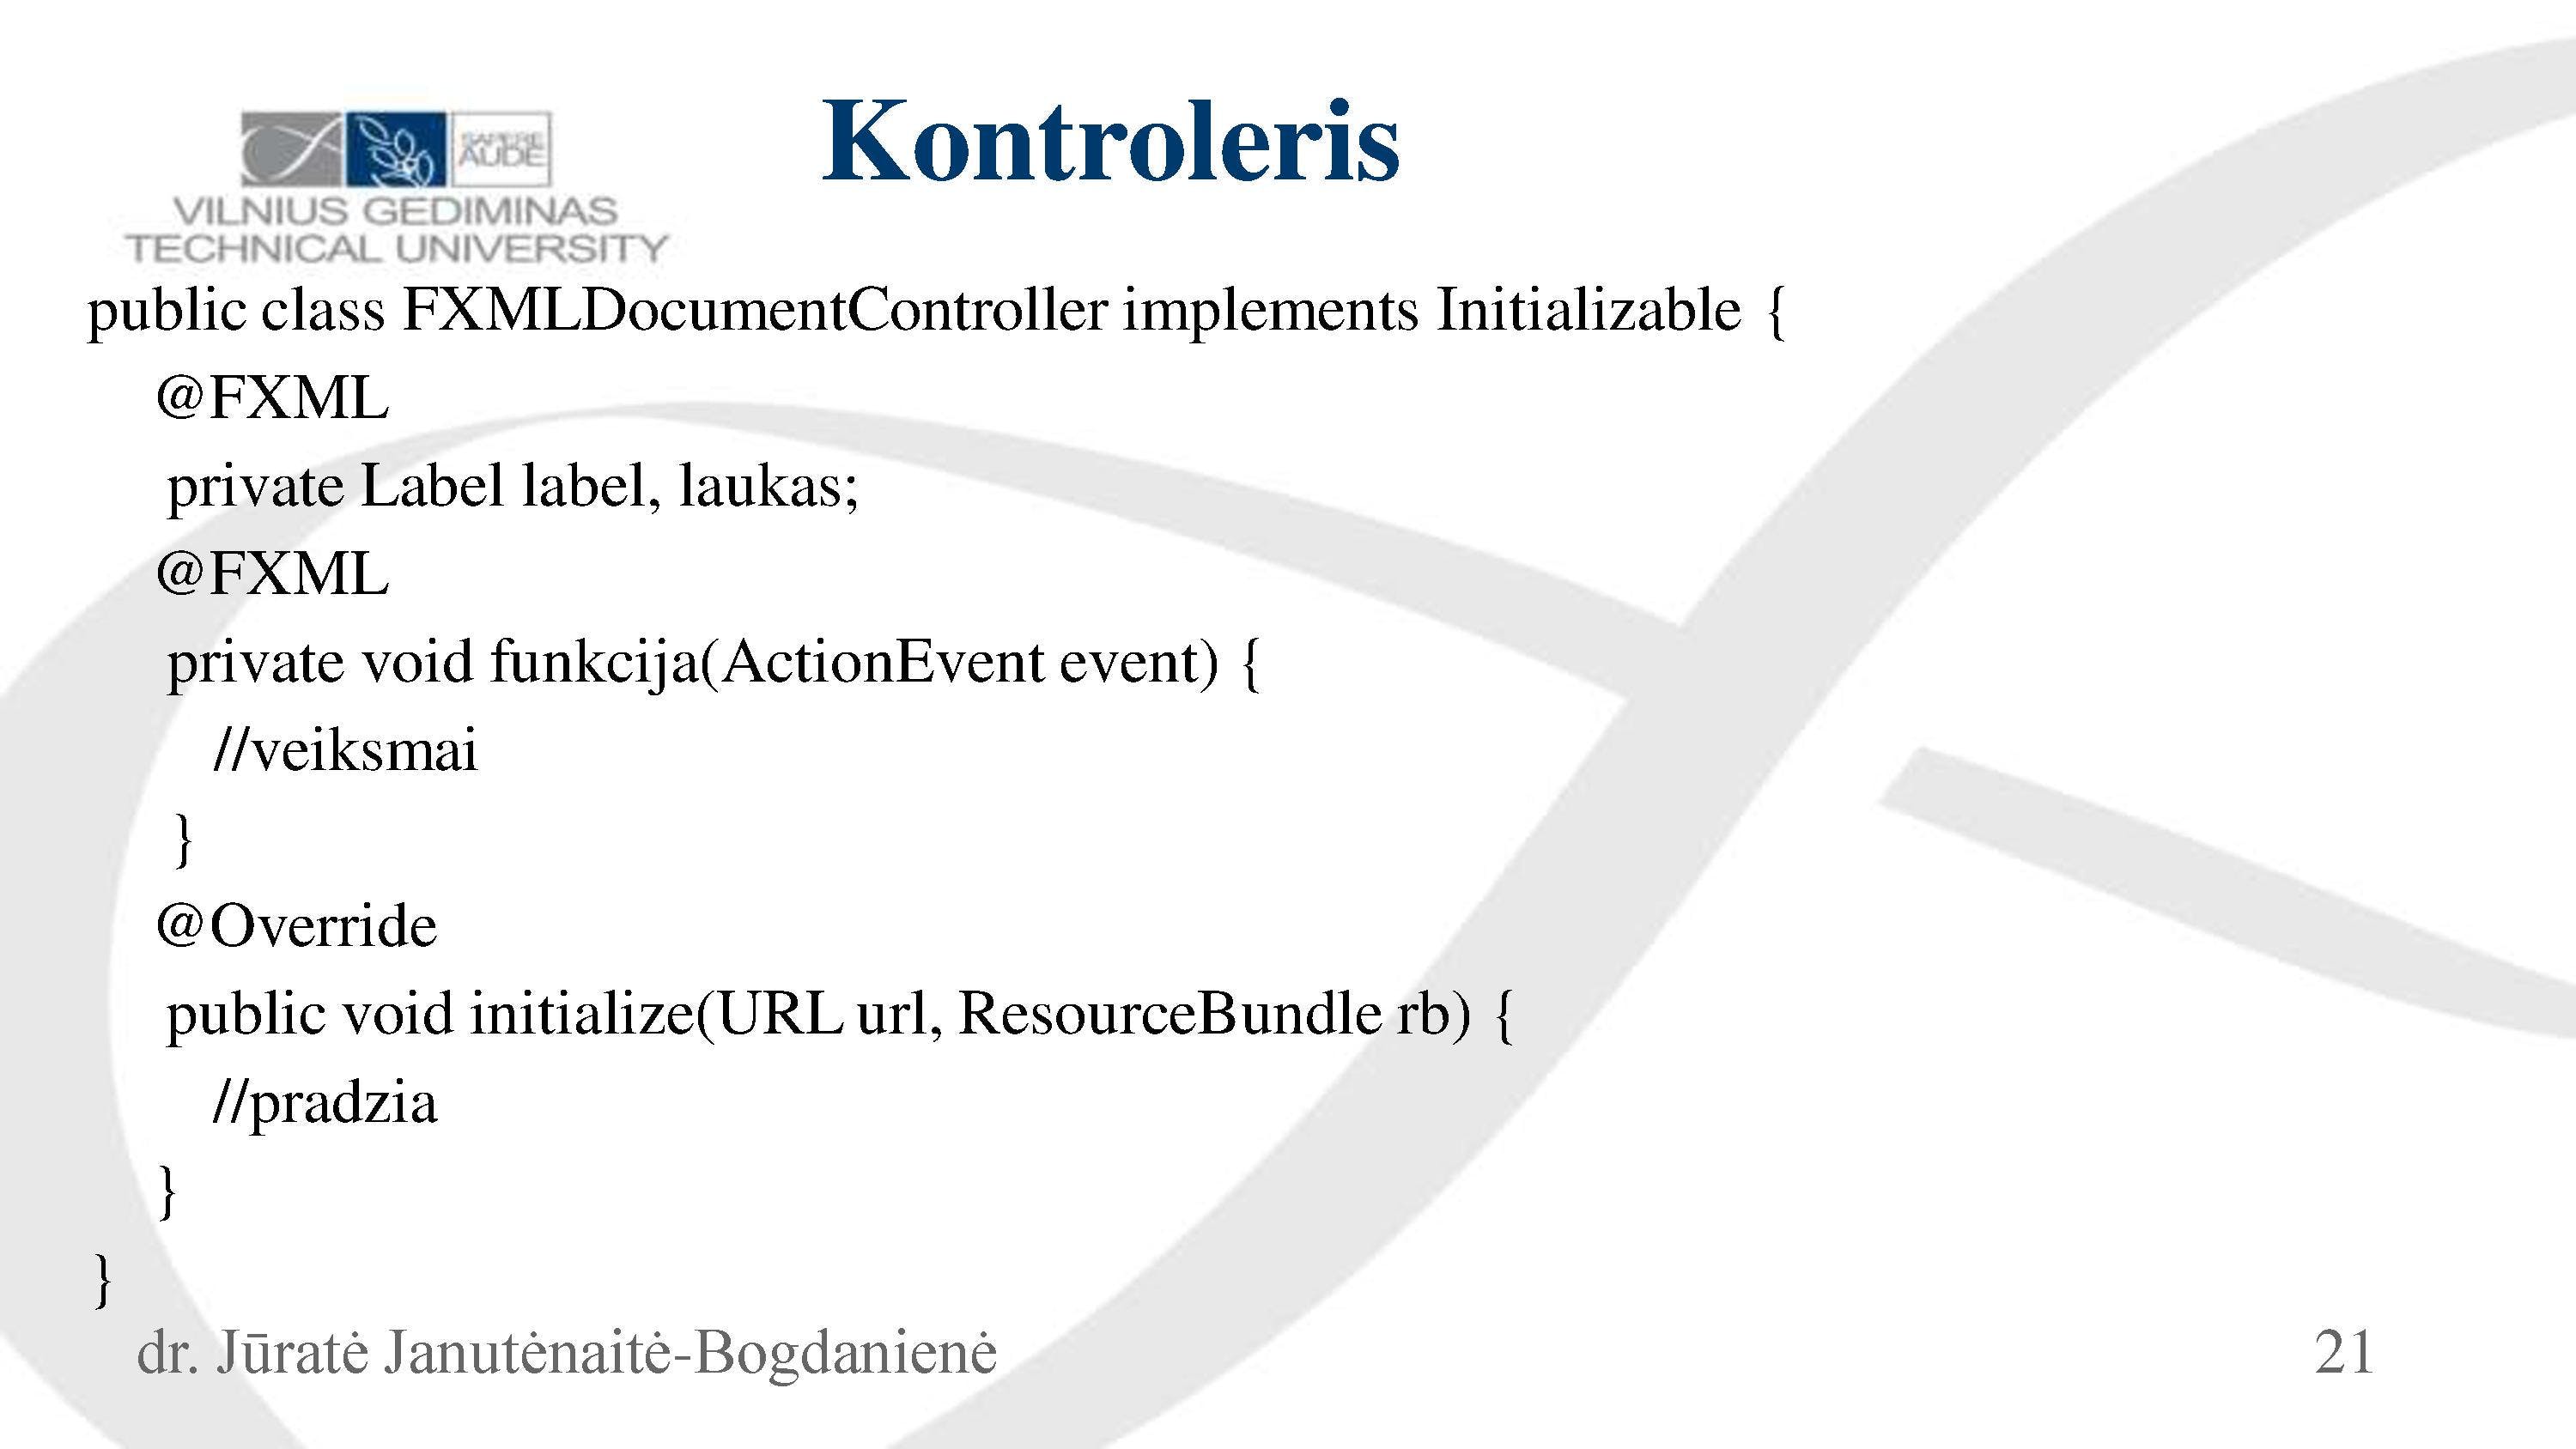 Kontroleris
SAPERE
AUDE
VILNIUS GEDIMINAS
TECHNICAL UNIVERSITY
public class FXMLDocumentController implements Initializable {
@FXML
private Label label, laukas;
@FXML
private void funkcija(ActionEvent event) {
//veiksmai
}
@Override
public void initialize(URL url, ResourceBundle rb) {
//pradzia
}
}
dr. Jūratė Janutėnaitė-Bogdanienė
21